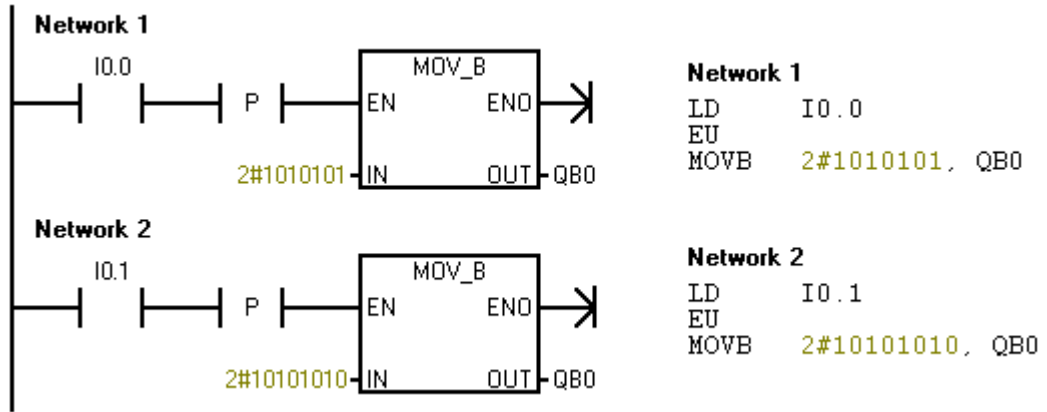 Network 1
I0.0
P
MOV_B
EN ENO
2#1010101 IN OUT QB0
Network 2
I0.1
P
MOV_B
EN ENO
2#10101010 IN OUT QB0
Network 1
LD I0.0
EU
MOVB 2#1010101, QB0
Network 2
LD I0.1
EU
MOVB 2#10101010, QB0